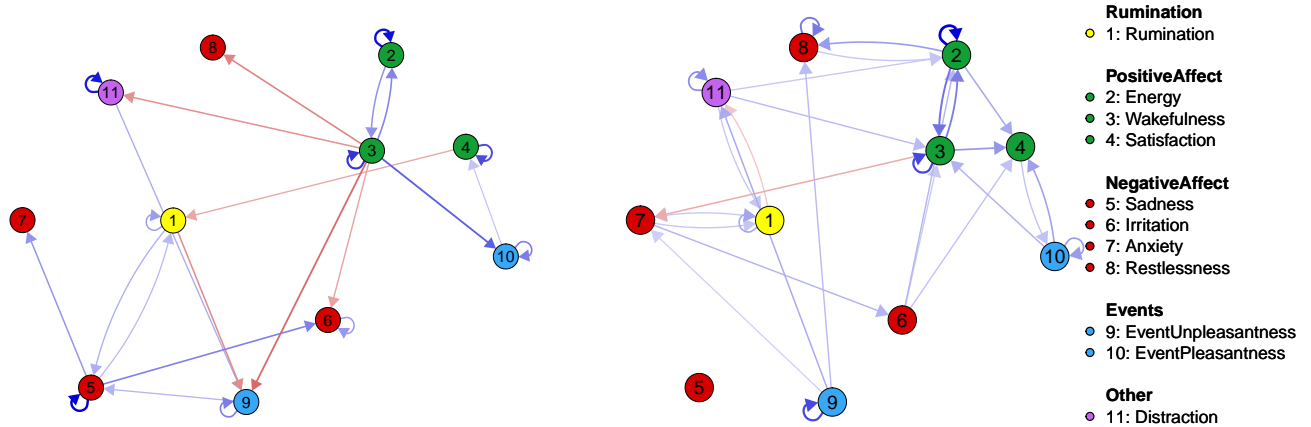 8
2
11
3
4
7
1
10
6
5
9
8
2
11
3
4
7
1
10
6
5
9
Rumination
1: Rumination
PositiveAffect
2: Energy
3: Wakefulness
4: Satisfaction
NegativeAffect
5: Sadness
6: Irritation
7: Anxiety
8: Restlessness
Events
9: EventUnpleasantness
10: EventPleasantness
Other
11: Distraction